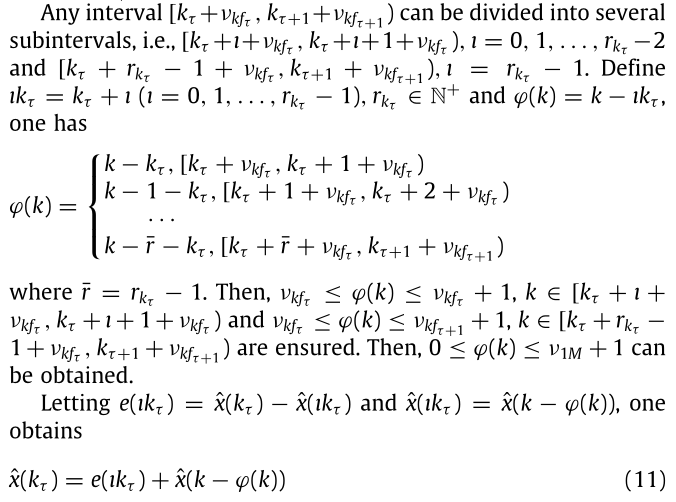 Any interval [k_τ+ν_{kf_τ}, k_{τ+1}+ν_{kf_{τ+1}}) can be divided into several
subintervals, i.e., [k_τ+ı+ν_{kf_τ}, k_τ+ı+1+ν_{kf_τ}), ı = 0, 1, …, r_{k_τ}−2
and [k_τ + r_{k_τ} − 1 + ν_{kf_τ}, k_{τ+1} + ν_{kf_{τ+1}}), ı = r_{k_τ} − 1. Define
ık_τ = k_τ + ı (ı = 0, 1, …, r_{k_τ} − 1), r_{k_τ} ∈ ℕ⁺ and φ(k) = k − ık_τ,
one has
φ(k) = { k − k_τ, [k_τ + ν_{kf_τ}, k_τ + 1 + ν_{kf_τ})
k − 1 − k_τ, [k_τ + 1 + ν_{kf_τ}, k_τ + 2 + ν_{kf_τ})
⋯
k − r̄ − k_τ, [k_τ + r̄ + ν_{kf_τ}, k_{τ+1} + ν_{kf_{τ+1}})
where r̄ = r_{k_τ} − 1. Then, ν_{kf_τ} ≤ φ(k) ≤ ν_{kf_τ} + 1, k ∈ [k_τ + ı +
ν_{kf_τ}, k_τ + ı + 1 + ν_{kf_τ}) and ν_{kf_τ} ≤ φ(k) ≤ ν_{kf_{τ+1}} + 1, k ∈ [k_τ + r_{k_τ} −
1 + ν_{kf_τ}, k_{τ+1} + ν_{kf_{τ+1}}) are ensured. Then, 0 ≤ φ(k) ≤ ν_{1M} + 1 can
be obtained.
Letting e(ık_τ) = x̂(k_τ) − x̂(ık_τ) and x̂(ık_τ) = x̂(k − φ(k)), one
obtains
x̂(k_τ) = e(ık_τ) + x̂(k − φ(k)) (11)